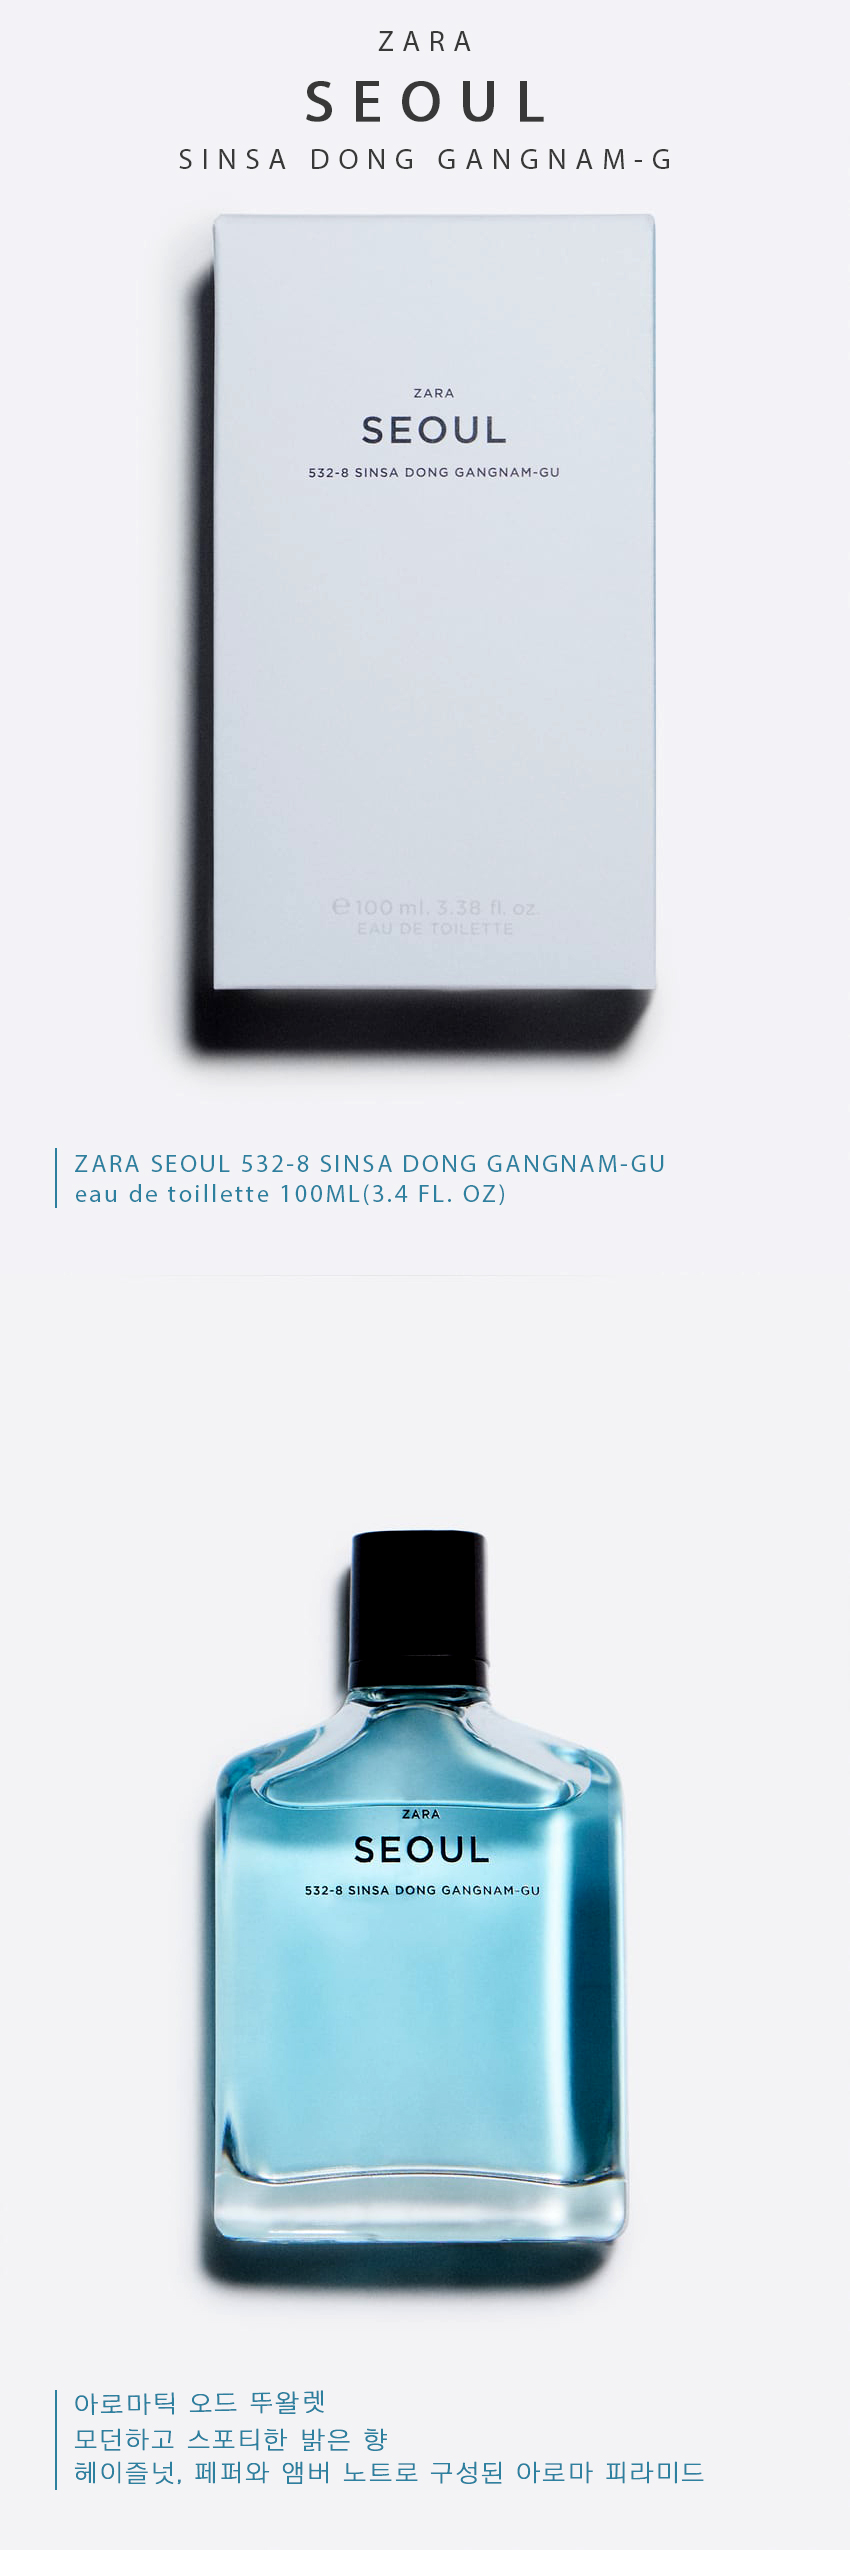 ZARA
SEOUL
SINSA DONG GANGNAM-G
ZARA
SEOUL
532-8 SINSA DONG GANGNAM-GU
℮ 100 ml. 3.38 fl. oz.
EAU DE TOILETTE
ZARA SEOUL 532-8 SINSA DONG GANGNAM-GU
eau de toillette 100ML(3.4 FL. OZ)
ZARA
SEOUL
532-8 SINSA DONG GANGNAM-GU
아로마틱 오드 뚜왈렛
모던하고 스포티한 밝은 향
헤이즐넛, 페퍼와 앰버 노트로 구성된 아로마 피라미드